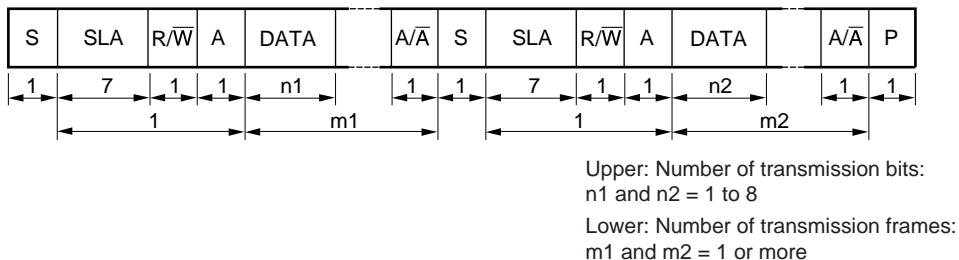 S SLA R/W̅ A DATA A/A̅ S SLA R/W̅ A DATA A/A̅ P
1 7 1 1 n1 1 1 7 1 1 n2 1 1
1 m1 1 m2
Upper: Number of transmission bits:
n1 and n2 = 1 to 8
Lower: Number of transmission frames:
m1 and m2 = 1 or more